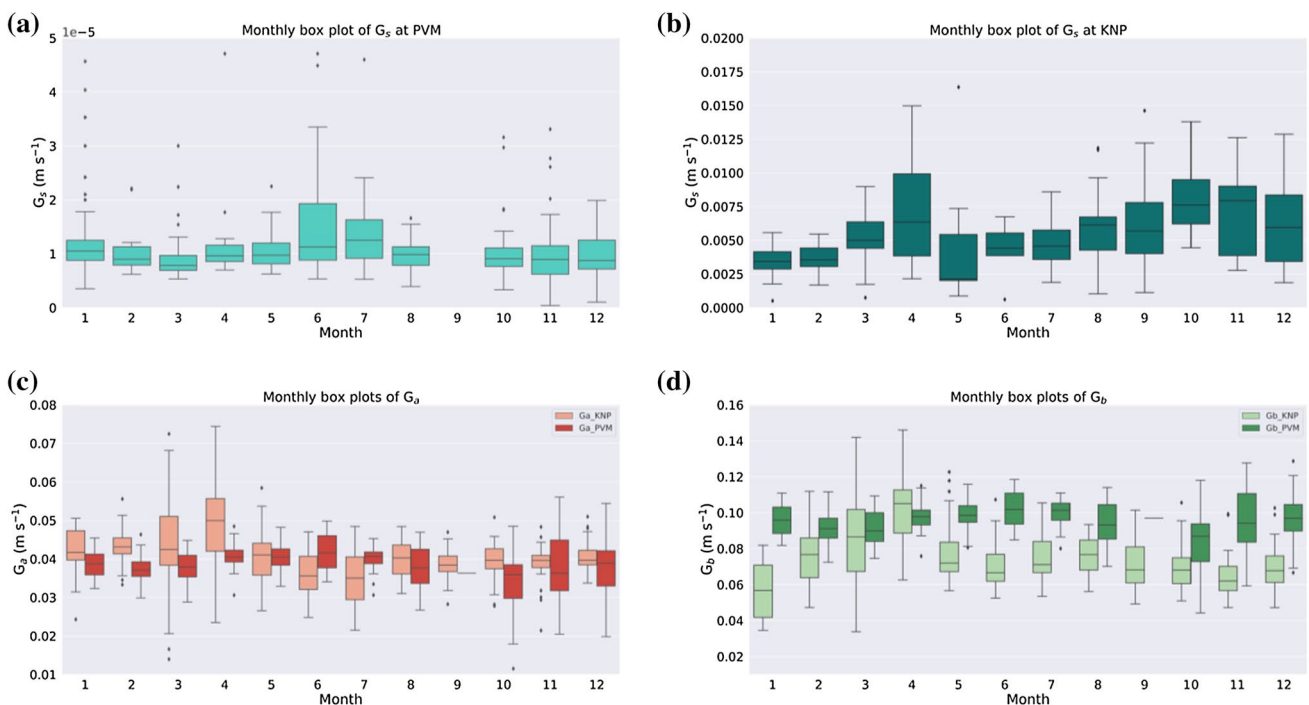 (a)
Monthly box plot of Gs at PVM
1e−5
5
4
3
2
1
0
Gs (m s−1)
1 2 3 4 5 6 7 8 9 10 11 12
Month
(b)
Monthly box plot of Gs at KNP
0.0200
0.0175
0.0150
0.0125
0.0100
0.0075
0.0050
0.0025
0.0000
Gs (m s−1)
1 2 3 4 5 6 7 8 9 10 11 12
Month
(c)
Monthly box plots of Ga
0.08
0.07
0.06
0.05
0.04
0.03
0.02
0.01
Ga (m s−1)
Ga_KNP
Ga_PVM
1 2 3 4 5 6 7 8 9 10 11 12
Month
(d)
Monthly box plots of Gb
0.16
0.14
0.12
0.10
0.08
0.06
0.04
0.02
Gb (m s−1)
Gb_KNP
Gb_PVM
1 2 3 4 5 6 7 8 9 10 11 12
Month